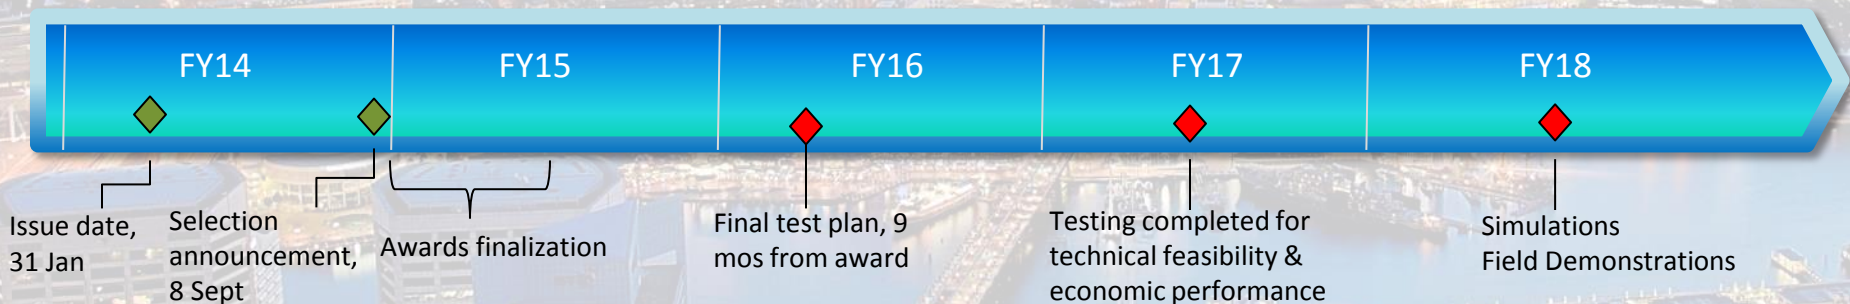 FY14
FY15
FY16
FY17
FY18
Issue date,
31 Jan
Selection
announcement,
8 Sept
Awards finalization
Final test plan, 9
mos from award
Testing completed for
technical feasibility &
economic performance
Simulations
Field Demonstrations